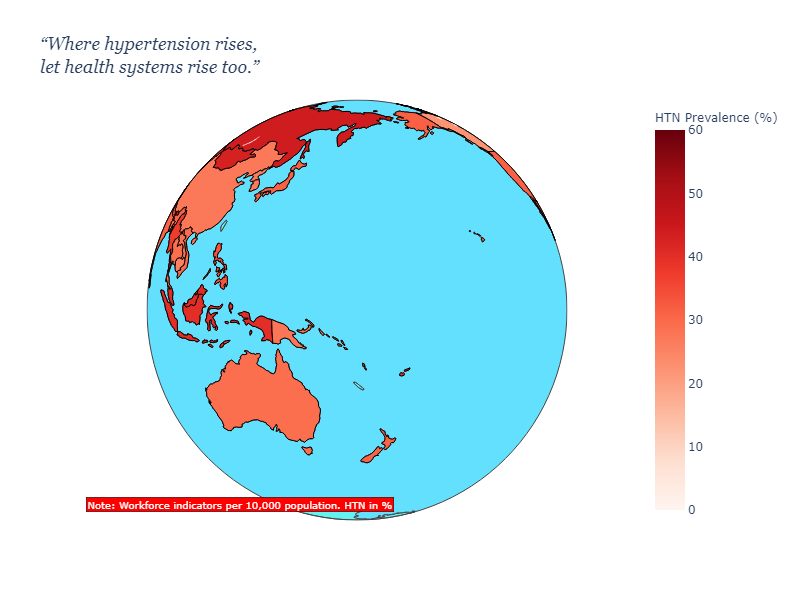 “Where hypertension rises,
let health systems rise too.”
HTN Prevalence (%)
60
50
40
30
20
10
0
Note: Workforce indicators per 10,000 population. HTN in %